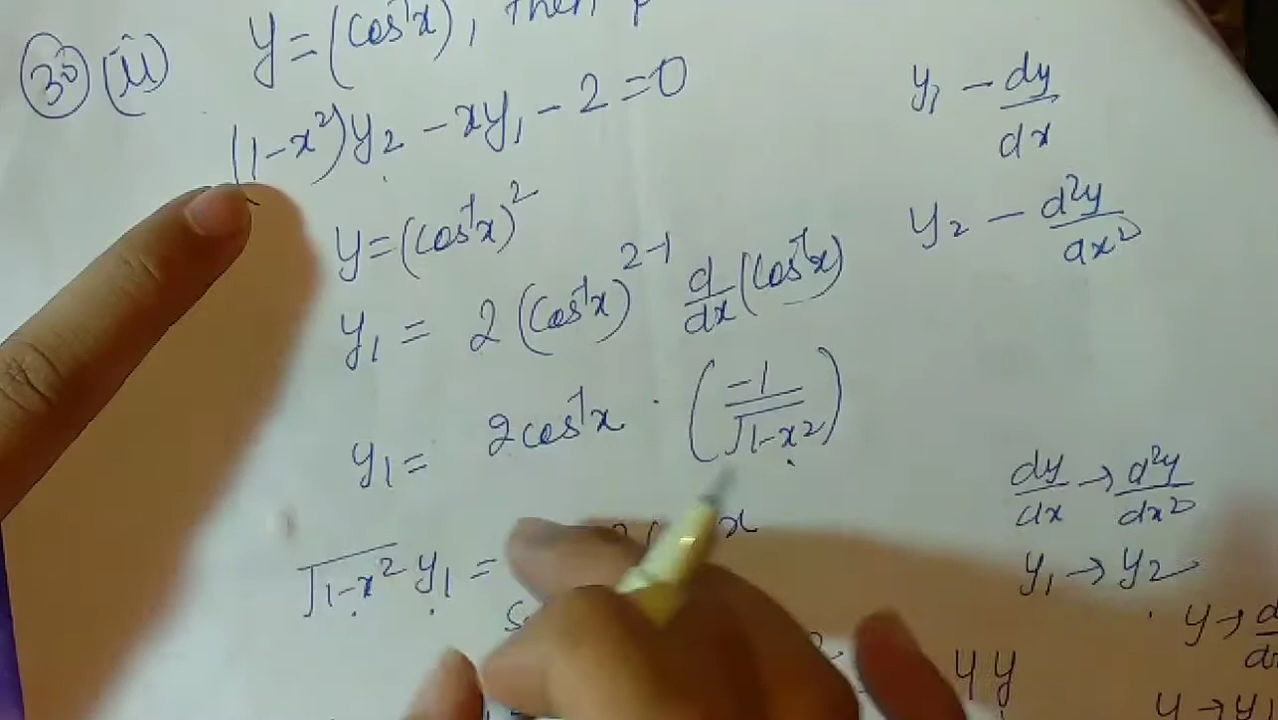 30 (ii) y = (cos⁻¹x), then
(1-x²)y₂ - xy₁ - 2 = 0
y = (cos⁻¹x)²
y₁ = 2(cos⁻¹x)²⁻¹ d/dx (cos⁻¹x)
y₁ = 2cos⁻¹x · (-1/√1-x²)
√1-x² y₁ = x
y₁ - dy/dx
y₂ - d²y/dx²
dy/dx → d²y/dx²
y₁ → y₂
y →
y y
y → y₁